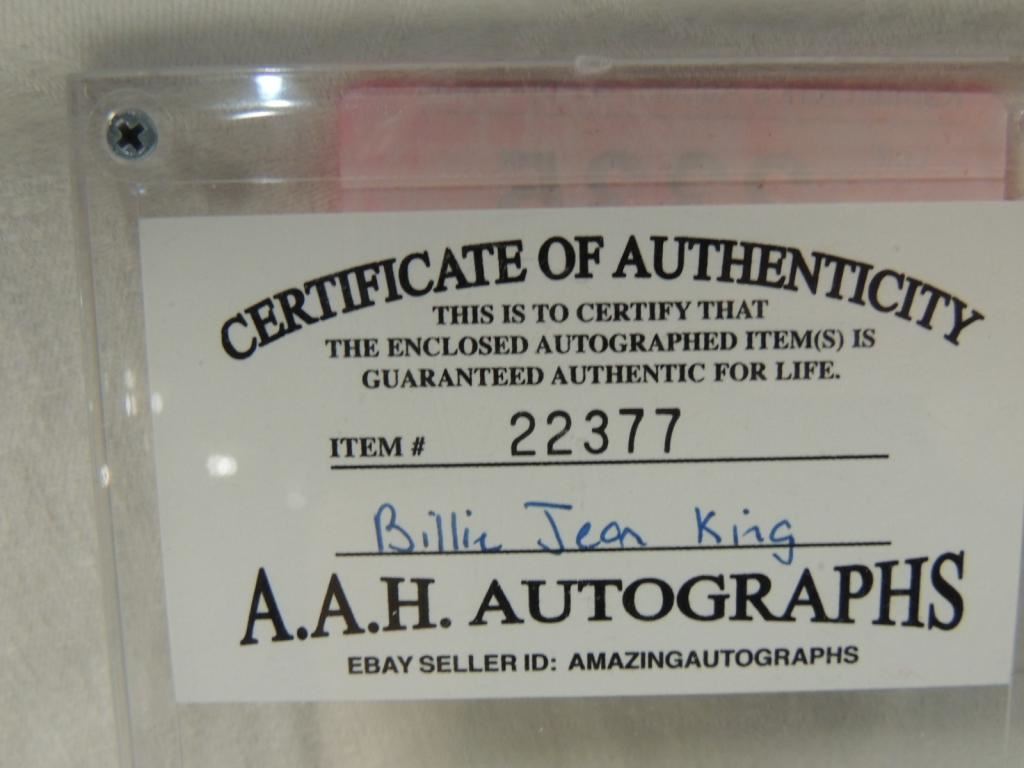 CERTIFICATE OF AUTHENTICITY
THIS IS TO CERTIFY THAT
THE ENCLOSED AUTOGRAPHED ITEM(S) IS
GUARANTEED AUTHENTIC FOR LIFE.
ITEM # 22377
Billie Jean King
A.A.H. AUTOGRAPHS
EBAY SELLER ID: AMAZINGAUTOGRAPHS